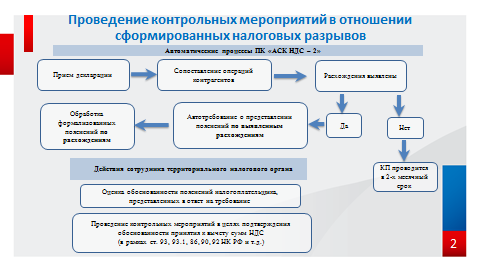 Проведение контрольных мероприятий в отношении
сформированных налоговых разрывов
Автоматические процессы ПК «АСК НДС – 2»
Прием декларации
Сопоставление операций
контрагентов
Расхождения выявлены
Обработка
формализованных
пояснений по
расхождениям
Автотребование о представлении
пояснений по выявленным
расхождениям
Да
Нет
Действия сотрудника территориального налогового органа
КП проводится
в 2-х месячный
срок
Оценка обоснованности пояснений налогоплательщика,
представленных в ответ на требование
Проведение контрольных мероприятий в целях подтверждения
обоснованности принятия к вычету сумм НДС
(в рамках ст. 93, 93.1, 86, 90, 92 НК РФ и т.д.)
2